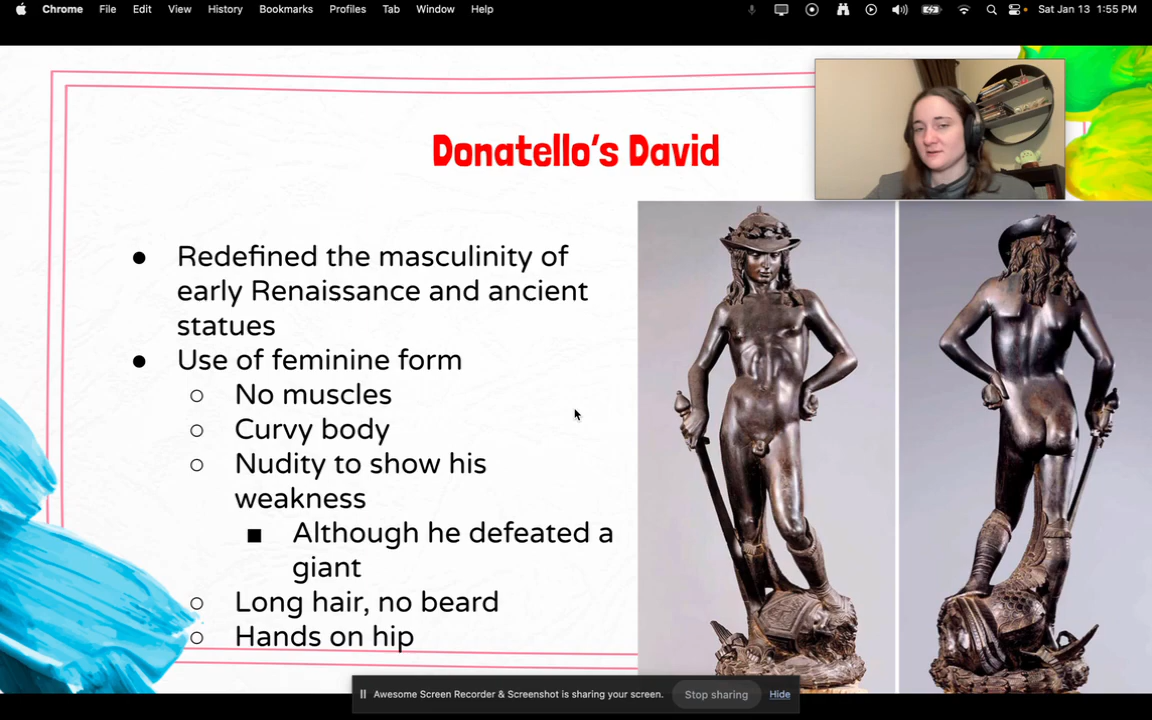 Chrome File Edit View History Bookmarks Profiles Tab Window Help Sat Jan 13 1:55 PM
Donatello's David
● Redefined the masculinity of
early Renaissance and ancient
statues
● Use of feminine form
○ No muscles
○ Curvy body
○ Nudity to show his
weakness
■ Although he defeated a
giant
○ Long hair, no beard
○ Hands on hip
Awesome Screen Recorder & Screenshot is sharing your screen. Stop sharing Hide